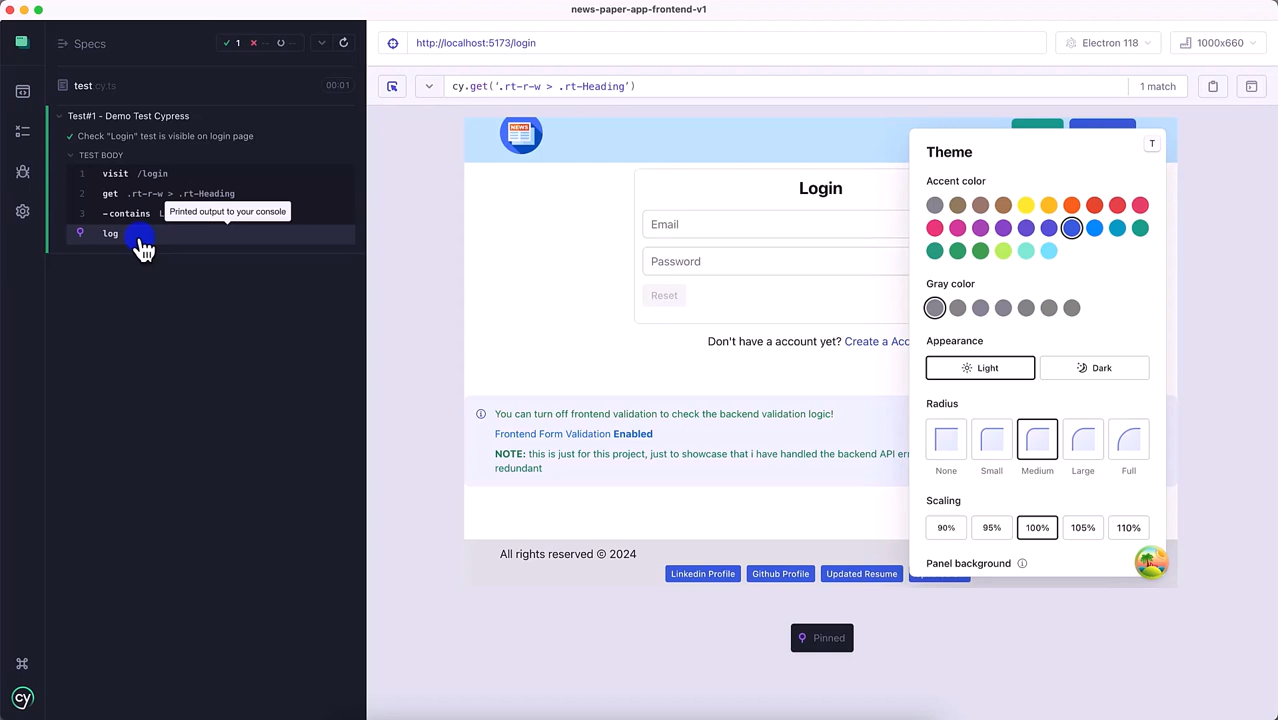 news-paper-app-frontend-v1
Specs
1
--
--
http://localhost:5173/login
Electron 118
1000x660
test cy.ts
00:01
cy.get('.rt-r-w > .rt-Heading')
1 match
Test#1 - Demo Test Cypress
Check "Login" test is visible on login page
TEST BODY
1 visit /login
2 get .rt-r-w > .rt-Heading
3 -contains L
Printed output to your console
log
NEWS
Login
Email
Password
Reset
Don't have a account yet? Create a Acc
You can turn off frontend validation to check the backend validation logic!
Frontend Form Validation Enabled
NOTE: this is just for this project, just to showcase that i have handled the backend API err
redundant
All rights reserved © 2024
Linkedin Profile
Github Profile
Updated Resume
Theme
T
Accent color
Gray color
Appearance
Light
Dark
Radius
None
Small
Medium
Large
Full
Scaling
90%
95%
100%
105%
110%
Panel background
Pinned
cy